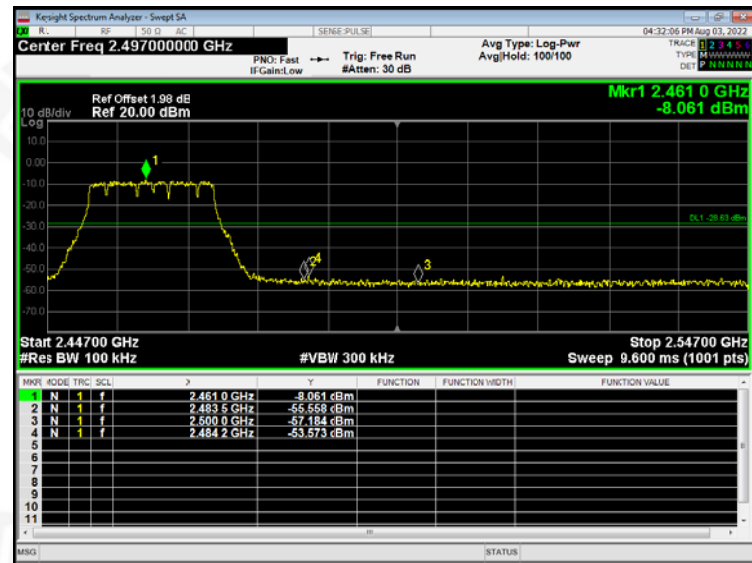 Keysight Spectrum Analyzer - Swept SA
RL RF 50 Ω AC SENSE:PULSE 04:32:06 PM Aug 03, 2022
Center Freq 2.497000000 GHz
PNO: Fast
IFGain:Low
Trig: Free Run
#Atten: 30 dB
Avg Type: Log-Pwr
Avg|Hold: 100/100
TRACE 1 2 3 4 5 6
TYPE M W W W W W
DET P N N N N N
Mkr1 2.461 0 GHz
-8.061 dBm
Ref Offset 1.98 dB
10 dB/div Ref 20.00 dBm
Log
10.0
0.00
-10.0
-20.0
-30.0
-40.0
-50.0
-60.0
-70.0
1
DL1 -28.63 dBm
2 4
3
Start 2.44700 GHz Stop 2.54700 GHz
#Res BW 100 kHz #VBW 300 kHz Sweep 9.600 ms (1001 pts)
MKR MODE TRC SCL X Y FUNCTION FUNCTION WIDTH FUNCTION VALUE
1 N 1 f 2.461 0 GHz -8.061 dBm
2 N 1 f 2.483 5 GHz -55.558 dBm
3 N 1 f 2.500 0 GHz -57.184 dBm
4 N 1 f 2.484 2 GHz -53.573 dBm
5
6
7
8
9
10
11
MSG STATUS